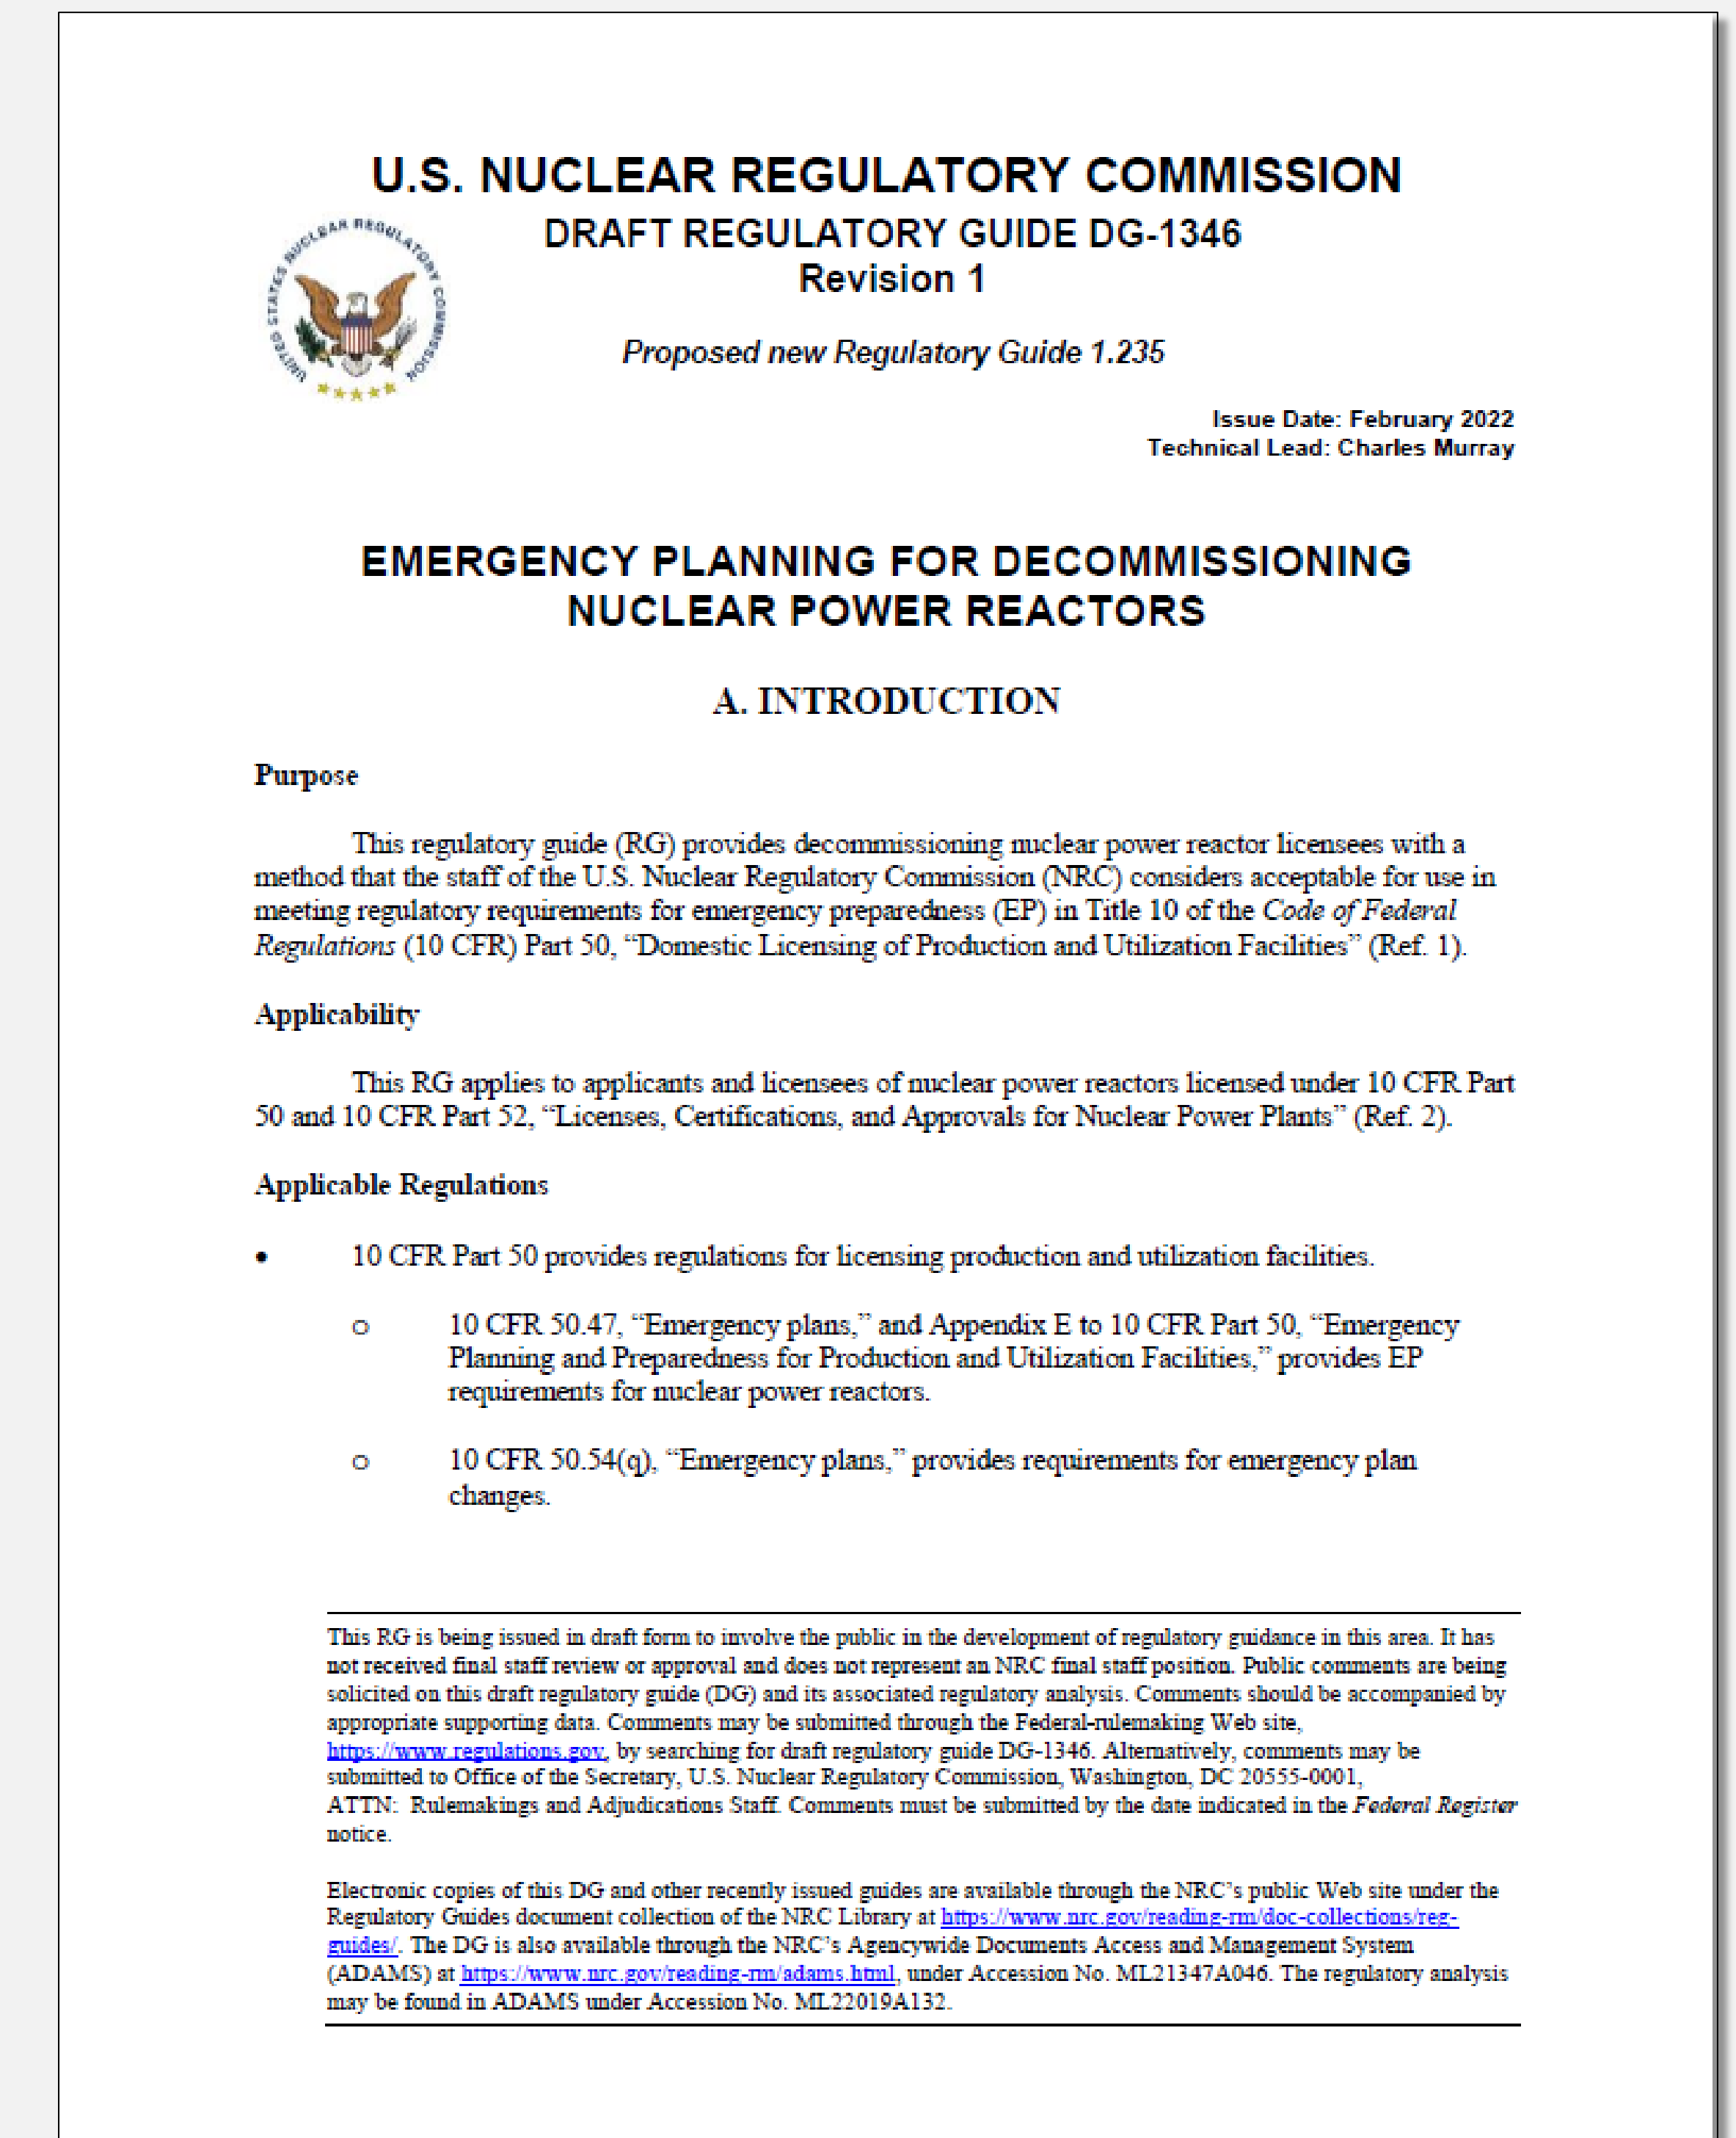 U.S. NUCLEAR REGULATORY COMMISSION
DRAFT REGULATORY GUIDE DG-1346
Revision 1
UNITED STATES NUCLEAR REGULATORY COMMISSION
Proposed new Regulatory Guide 1.235
Issue Date: February 2022
Technical Lead: Charles Murray
EMERGENCY PLANNING FOR DECOMMISSIONING
NUCLEAR POWER REACTORS
A. INTRODUCTION
Purpose
This regulatory guide (RG) provides decommissioning nuclear power reactor licensees with a
method that the staff of the U.S. Nuclear Regulatory Commission (NRC) considers acceptable for use in
meeting regulatory requirements for emergency preparedness (EP) in Title 10 of the Code of Federal
Regulations (10 CFR) Part 50, “Domestic Licensing of Production and Utilization Facilities” (Ref. 1).
Applicability
This RG applies to applicants and licensees of nuclear power reactors licensed under 10 CFR Part
50 and 10 CFR Part 52, “Licenses, Certifications, and Approvals for Nuclear Power Plants” (Ref. 2).
Applicable Regulations
• 10 CFR Part 50 provides regulations for licensing production and utilization facilities.
o 10 CFR 50.47, “Emergency plans,” and Appendix E to 10 CFR Part 50, “Emergency
Planning and Preparedness for Production and Utilization Facilities,” provides EP
requirements for nuclear power reactors.
o 10 CFR 50.54(q), “Emergency plans,” provides requirements for emergency plan
changes.
This RG is being issued in draft form to involve the public in the development of regulatory guidance in this area. It has
not received final staff review or approval and does not represent an NRC final staff position. Public comments are being
solicited on this draft regulatory guide (DG) and its associated regulatory analysis. Comments should be accompanied by
appropriate supporting data. Comments may be submitted through the Federal-rulemaking Web site,
https://www.regulations.gov, by searching for draft regulatory guide DG-1346. Alternatively, comments may be
submitted to Office of the Secretary, U.S. Nuclear Regulatory Commission, Washington, DC 20555-0001,
ATTN: Rulemakings and Adjudications Staff. Comments must be submitted by the date indicated in the Federal Register
notice.
Electronic copies of this DG and other recently issued guides are available through the NRC’s public Web site under the
Regulatory Guides document collection of the NRC Library at https://www.nrc.gov/reading-rm/doc-collections/reg-
guides/. The DG is also available through the NRC’s Agencywide Documents Access and Management System
(ADAMS) at https://www.nrc.gov/reading-rm/adams.html, under Accession No. ML21347A046. The regulatory analysis
may be found in ADAMS under Accession No. ML22019A132.